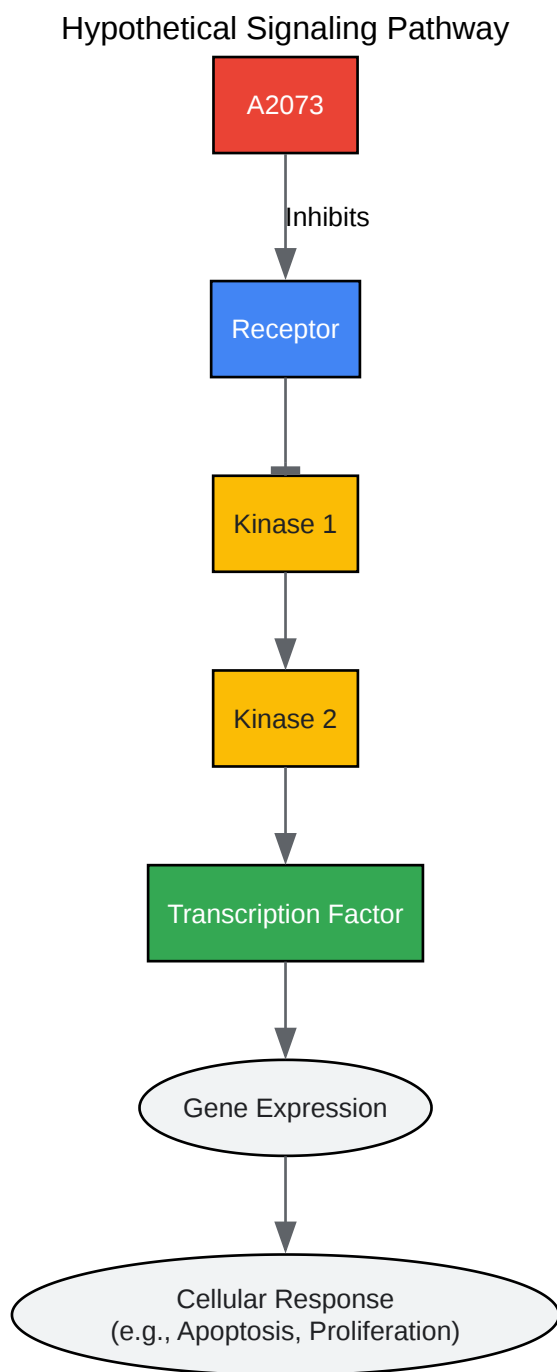 Hypothetical Signaling Pathway
A2073
Inhibits
Receptor
Kinase 1
Kinase 2
Transcription Factor
Gene Expression
Cellular Response
(e.g., Apoptosis, Proliferation)